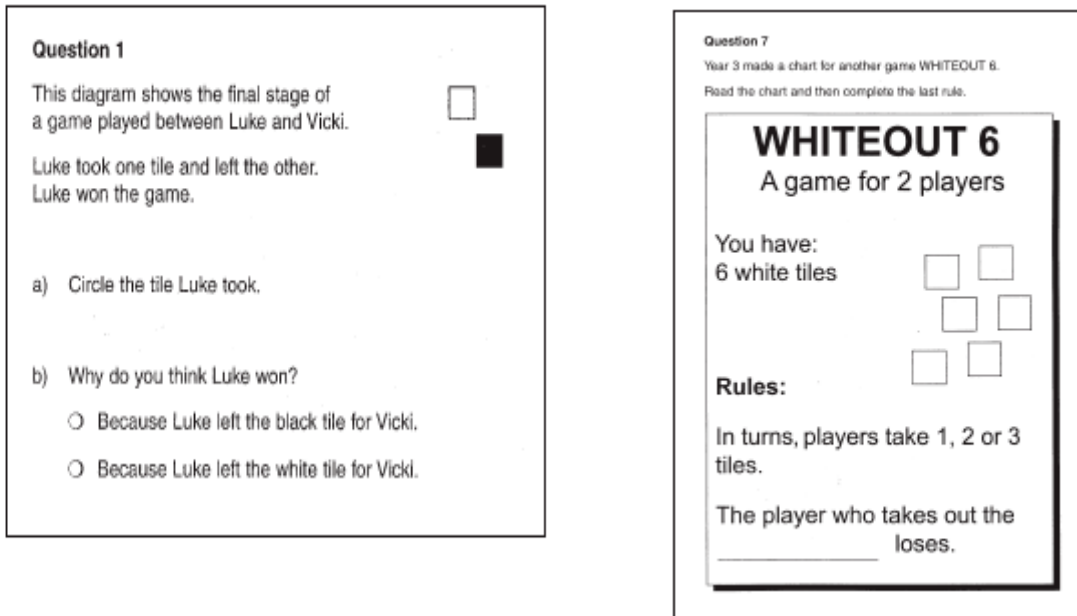 Question 1
This diagram shows the final stage of
a game played between Luke and Vicki.
Luke took one tile and left the other.
Luke won the game.
a) Circle the tile Luke took.
b) Why do you think Luke won?
Because Luke left the black tile for Vicki.
Because Luke left the white tile for Vicki.
Question 7
Year 3 made a chart for another game WHITEOUT 6.
Read the chart and then complete the last rule.
WHITEOUT 6
A game for 2 players
You have:
6 white tiles
Rules:
In turns, players take 1, 2 or 3
tiles.
The player who takes out the
____________ loses.